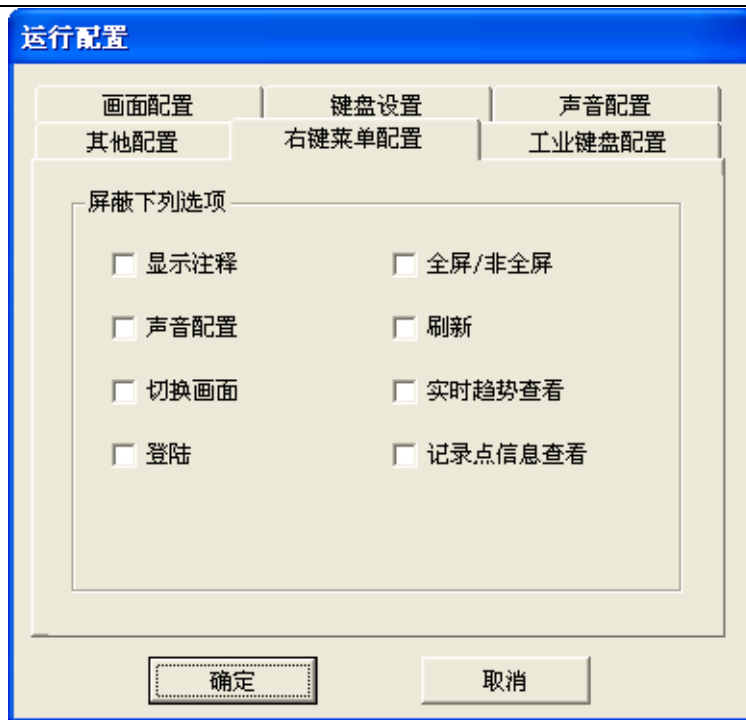 运行配置
画面配置 键盘设置 声音配置
其他配置 右键菜单配置 工业键盘配置
屏蔽下列选项
显示注释 全屏/非全屏
声音配置 刷新
切换画面 实时趋势查看
登陆 记录点信息查看
确定 取消